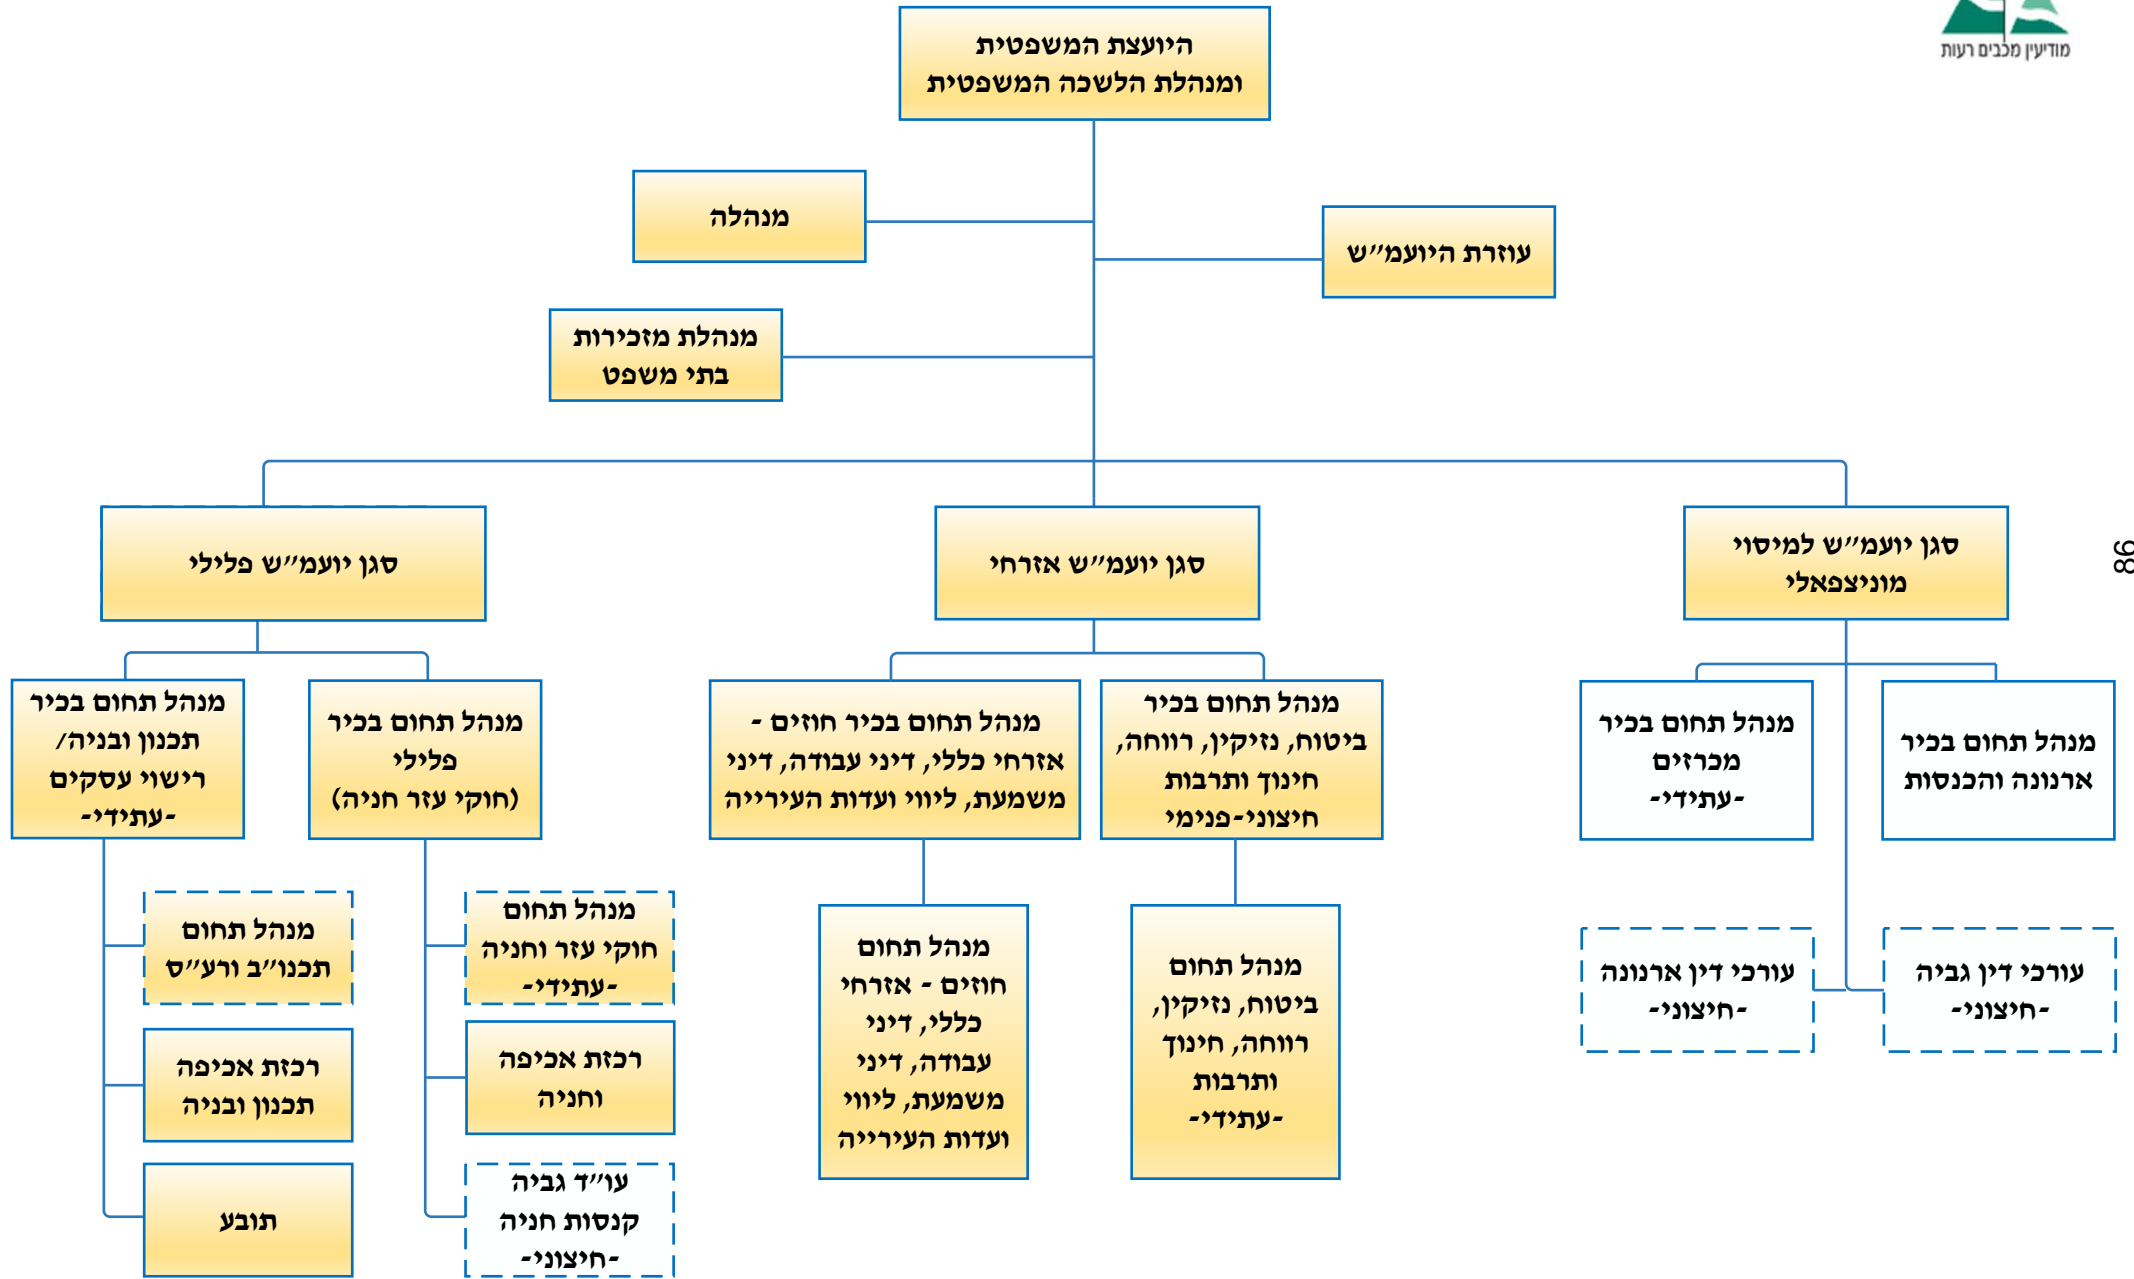 מודיעין מכבים רעות
היועצת המשפטית
ומנהלת הלשכה המשפטית
מנהלה
עוזרת היועמ״ש
מנהלת מזכירות
בתי משפט
סגן יועמ״ש למיסוי
מוניצפאלי
סגן יועמ״ש אזרחי
סגן יועמ״ש פלילי
86
מנהל תחום בכיר
ארנונה והכנסות
מנהל תחום בכיר
מכרזים
-עתידי-
עורכי דין גביה
-חיצוני-
עורכי דין ארנונה
-חיצוני-
מנהל תחום בכיר
ביטוח, נזיקין, רווחה,
חינוך ותרבות
חיצוני-פנימי
מנהל תחום בכיר חוזים -
אזרחי כללי, דיני עבודה, דיני
משמעת, ליווי ועדות העירייה
מנהל תחום
ביטוח, נזיקין,
רווחה, חינוך
ותרבות
-עתידי-
מנהל תחום
חוזים - אזרחי
כללי, דיני
עבודה, דיני
משמעת, ליווי
ועדות העירייה
מנהל תחום בכיר
פלילי
(חוקי עזר חניה)
מנהל תחום
חוקי עזר וחניה
-עתידי-
רכזת אכיפה
וחניה
עו״ד גביה
קנסות חניה
-חיצוני-
מנהל תחום בכיר
תכנון ובניה/
רישוי עסקים
-עתידי-
מנהל תחום
תכנו״ב ורע״ס
רכזת אכיפה
תכנון ובניה
תובע